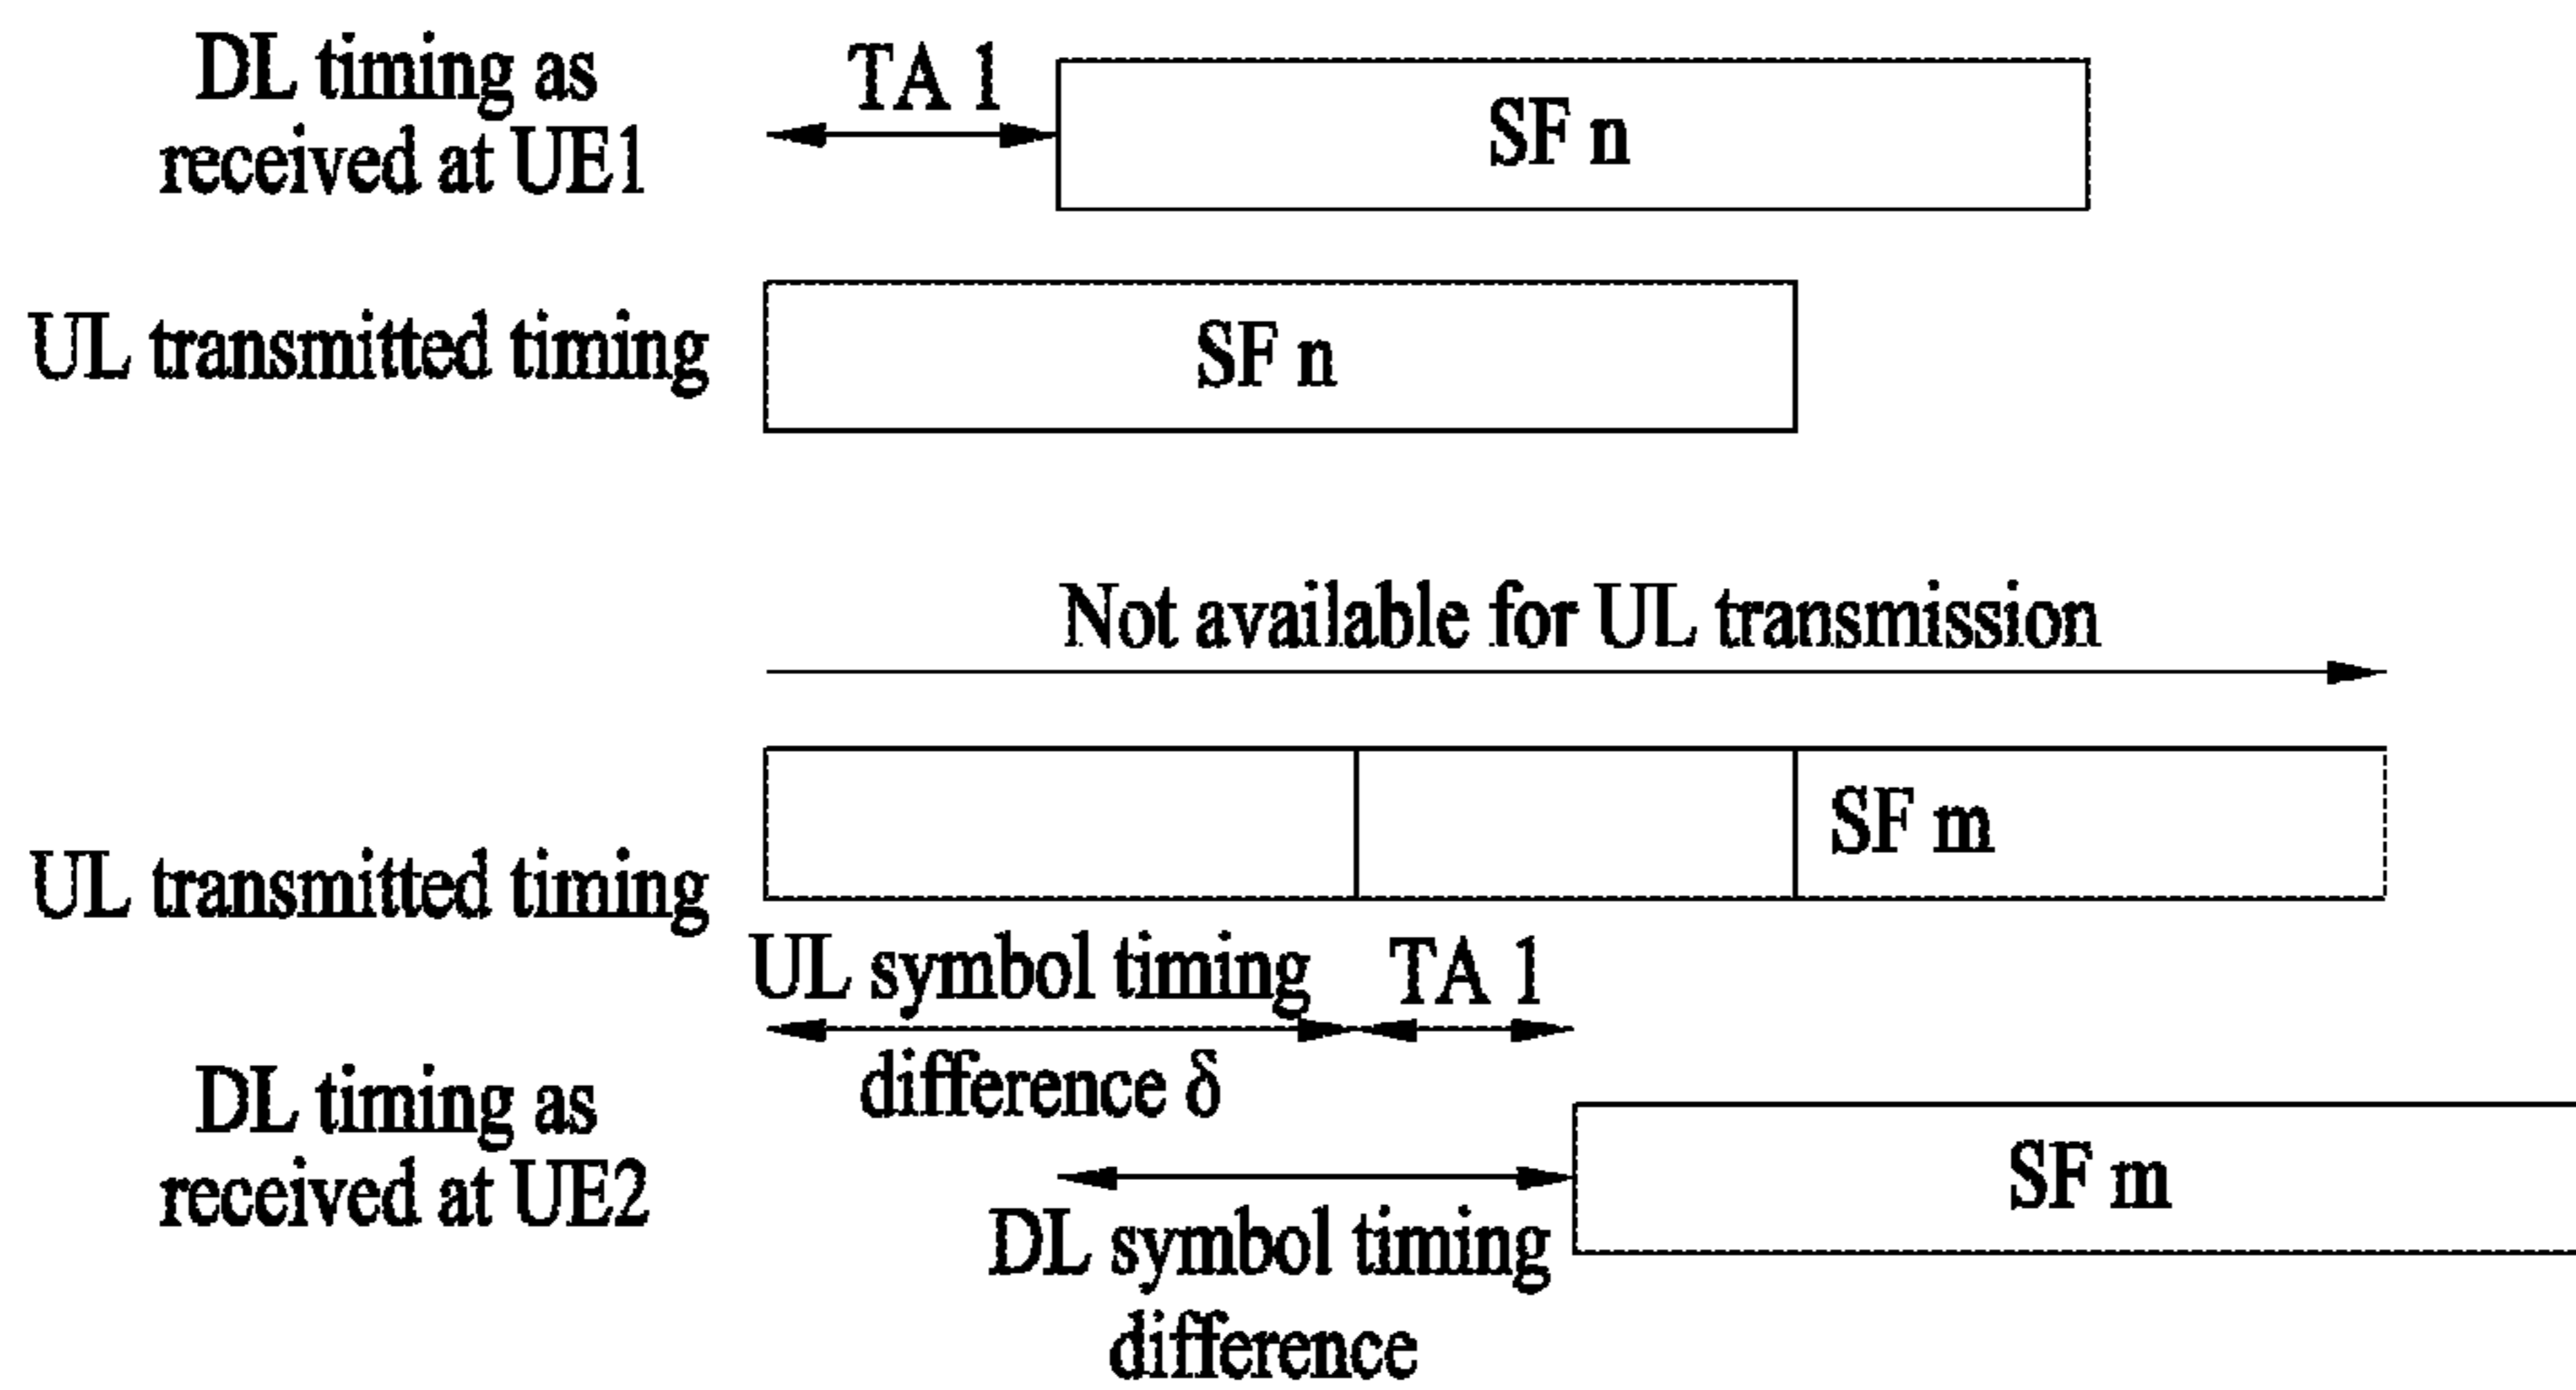 DL timing as
received at UE1
TA 1
SF n
UL transmitted timing
SF n
Not available for UL transmission
UL transmitted timing
SF m
UL symbol timing
difference δ
TA 1
DL timing as
received at UE2
SF m
DL symbol timing
difference